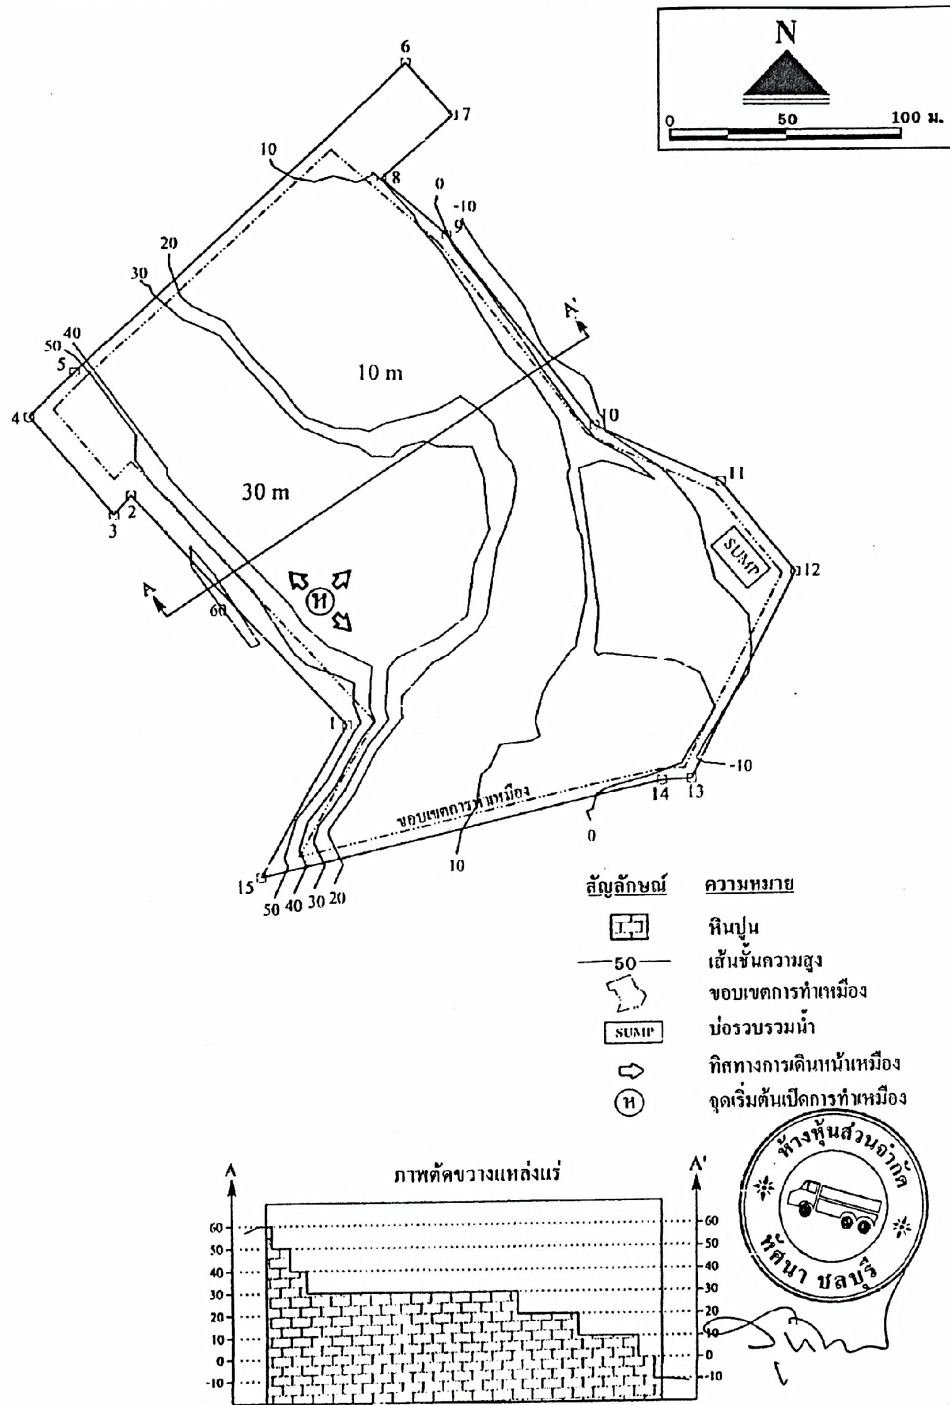 N
0 50 100 ม.
6
7
10
8
0
-10
9
20
30
40
50
5
10 m
A'
4
10
30 m
11
2
3
SUMP
12
A
ห
60
1
-10
ขอบเขตการทำเหมือง
14
13
0
10
15
50 40 30 20
สัญลักษณ์ ความหมาย
หินปูน
50 เส้นชั้นความสูง
ขอบเขตการทำเหมือง
SUMP บ่อรวบรวมน้ำ
ทิศทางการเดินหน้าเหมือง
ห จุดเริ่มต้นเปิดการทำเหมือง
ห้างหุ้นส่วนจำกัด
ทัศนา ชลบุรี
ภาพตัดขวางแหล่งแร่
A A'
60 60
50 50
40 40
30 30
20 20
10 10
0 0
-10 -10